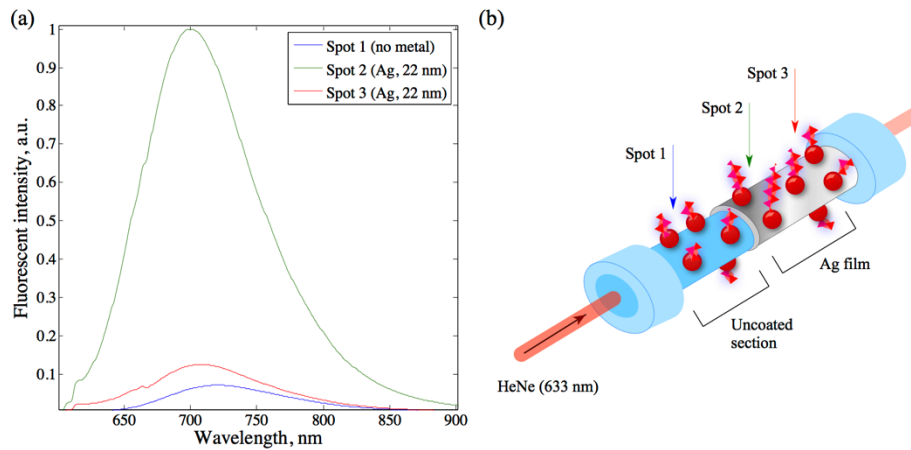 (a)
Fluorescent intensity, a.u.
1
0.9
0.8
0.7
0.6
0.5
0.4
0.3
0.2
0.1
650
700
750
800
850
900
Wavelength, nm
Spot 1 (no metal)
Spot 2 (Ag, 22 nm)
Spot 3 (Ag, 22 nm)
(b)
Spot 3
Spot 2
Spot 1
Ag film
Uncoated
section
HeNe (633 nm)